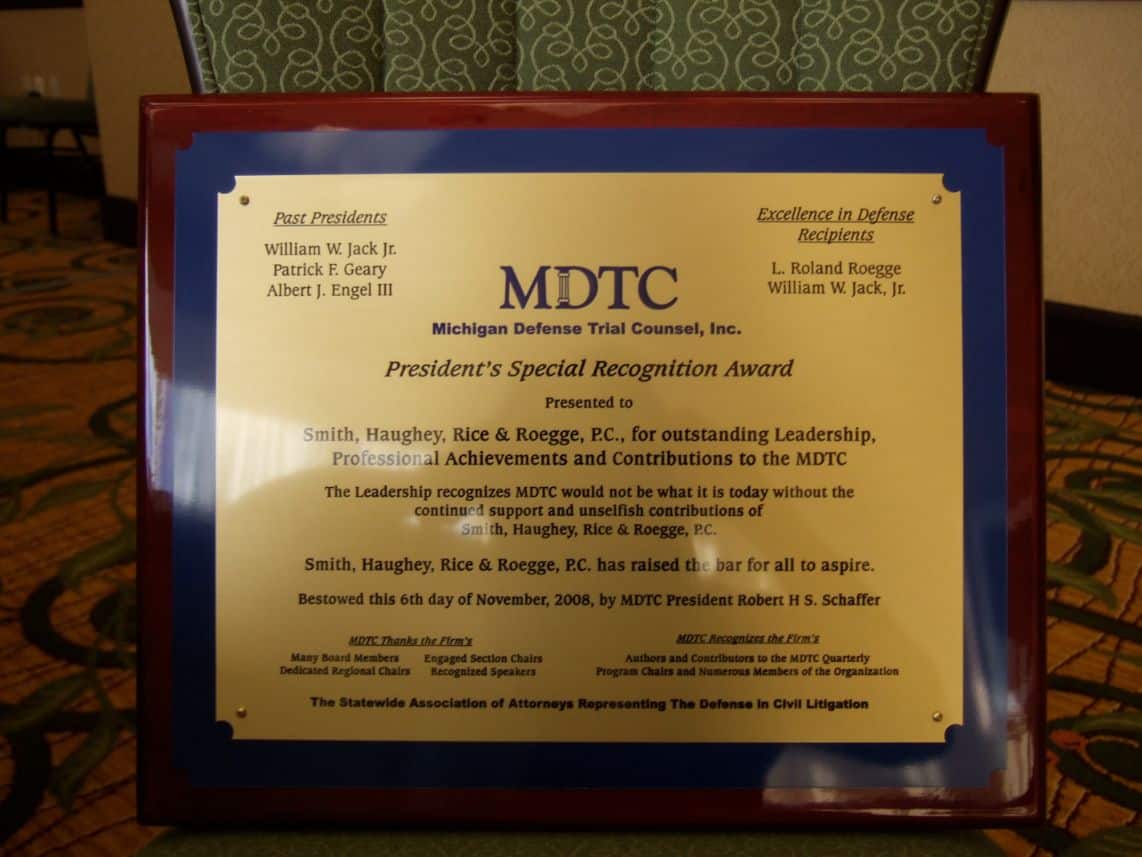 Past Presidents
William W. Jack Jr.
Patrick F. Geary
Albert J. Engel III
Excellence in Defense
Recipients
L. Roland Roegge
William W. Jack, Jr.
MDTC
Michigan Defense Trial Counsel, Inc.
President's Special Recognition Award
Presented to
Smith, Haughey, Rice & Roegge, P.C., for outstanding Leadership,
Professional Achievements and Contributions to the MDTC
The Leadership recognizes MDTC would not be what it is today without the
continued support and unselfish contributions of
Smith, Haughey, Rice & Roegge, P.C.
Smith, Haughey, Rice & Roegge, P.C. has raised the bar for all to aspire.
Bestowed this 6th day of November, 2008, by MDTC President Robert H S. Schaffer
MDTC Thanks the Firm's
Many Board Members Engaged Section Chairs
Dedicated Regional Chairs Recognized Speakers
MDTC Recognizes the Firm's
Authors and Contributors to the MDTC Quarterly
Program Chairs and Numerous Members of the Organization
The Statewide Association of Attorneys Representing The Defense In Civil Litigation